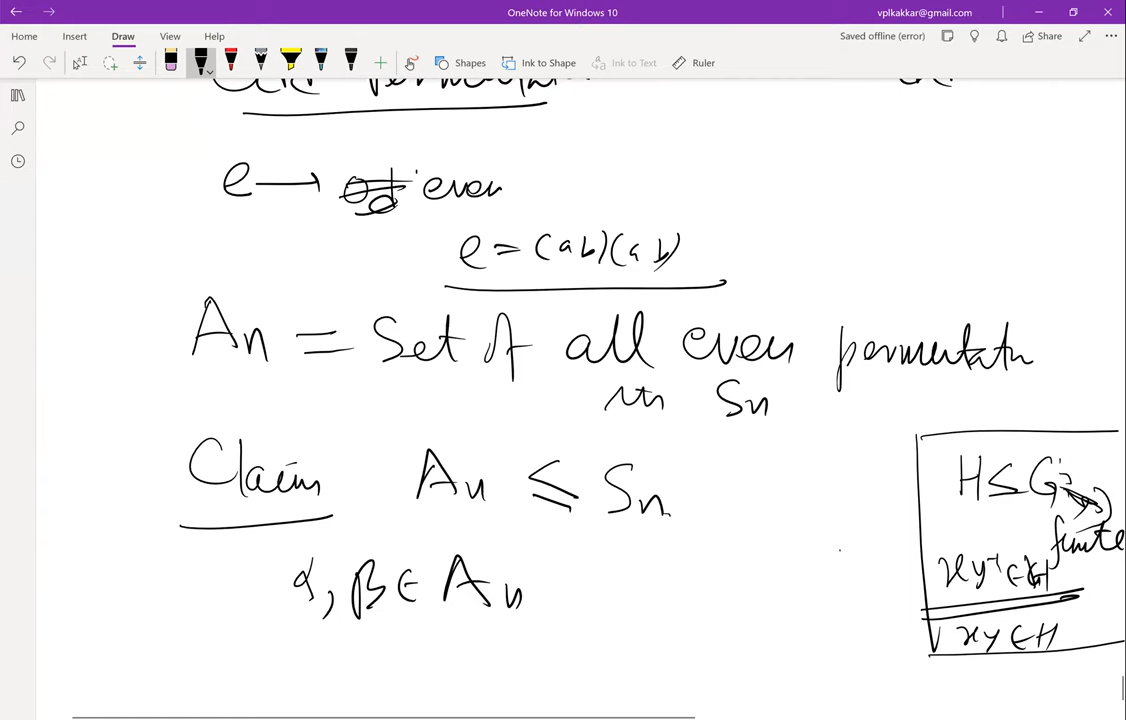 OneNote for Windows 10
vplkakkar@gmail.com
Home Insert Draw View Help
Saved offline (error) Share
Shapes Ink to Shape Ink to Text Ruler
e → even
e = (a b)(a b)
An = Set of all even permutatn
in Sn
Claim An ≤ Sn
H ≤ G
finite
xy⁻¹ ∈ H
α, β ∈ An
xy ∈ H